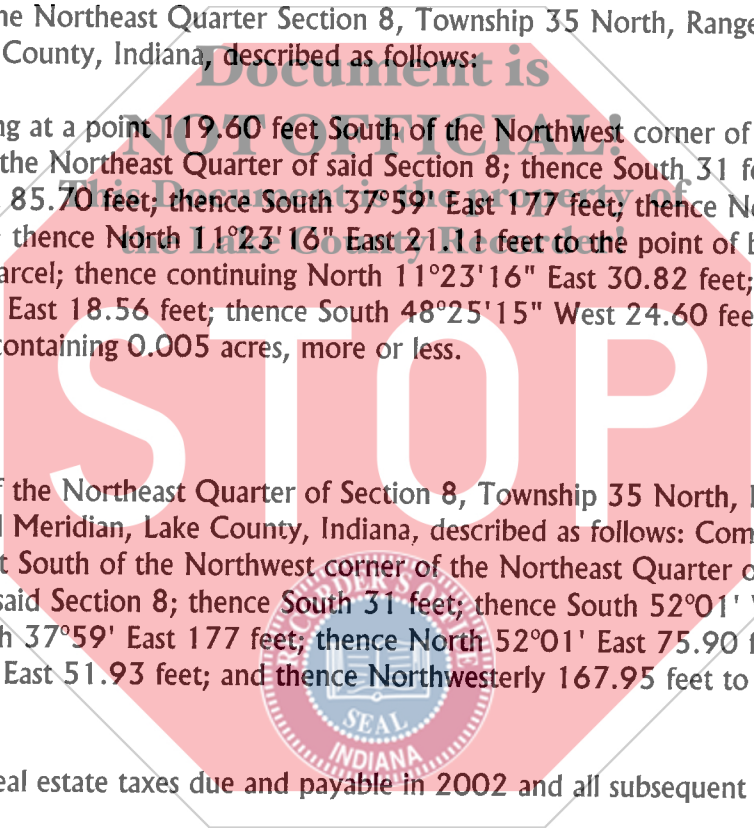 he Northeast Quarter Section 8, Township 35 North, Range
County, Indiana, described as follows:
Document is
ng at a point 119.60 feet South of the Northwest corner of
NOT OFFICIAL!
the Northeast Quarter of said Section 8; thence South 31 f
85.70 feet; thence South 37°59' East 177 feet; thence No
This Document is the property of
thence North 11°23'16" East 21.11 feet to the point of b
the Lake County Recorder!
arcel; thence continuing North 11°23'16" East 30.82 feet;
East 18.56 feet; thence South 48°25'15" West 24.60 fee
containing 0.005 acres, more or less.
STOP
f the Northeast Quarter of Section 8, Township 35 North,
Meridian, Lake County, Indiana, described as follows: Com
t South of the Northwest corner of the Northeast Quarter o
said Section 8; thence South 31 feet; thence South 52°01'
h 37°59' East 177 feet; thence North 52°01' East 75.90 f
East 51.93 feet; and thence Northwesterly 167.95 feet to
RECORDER'S OFFICE
SEAL
INDIANA
eal estate taxes due and payable in 2002 and all subsequent